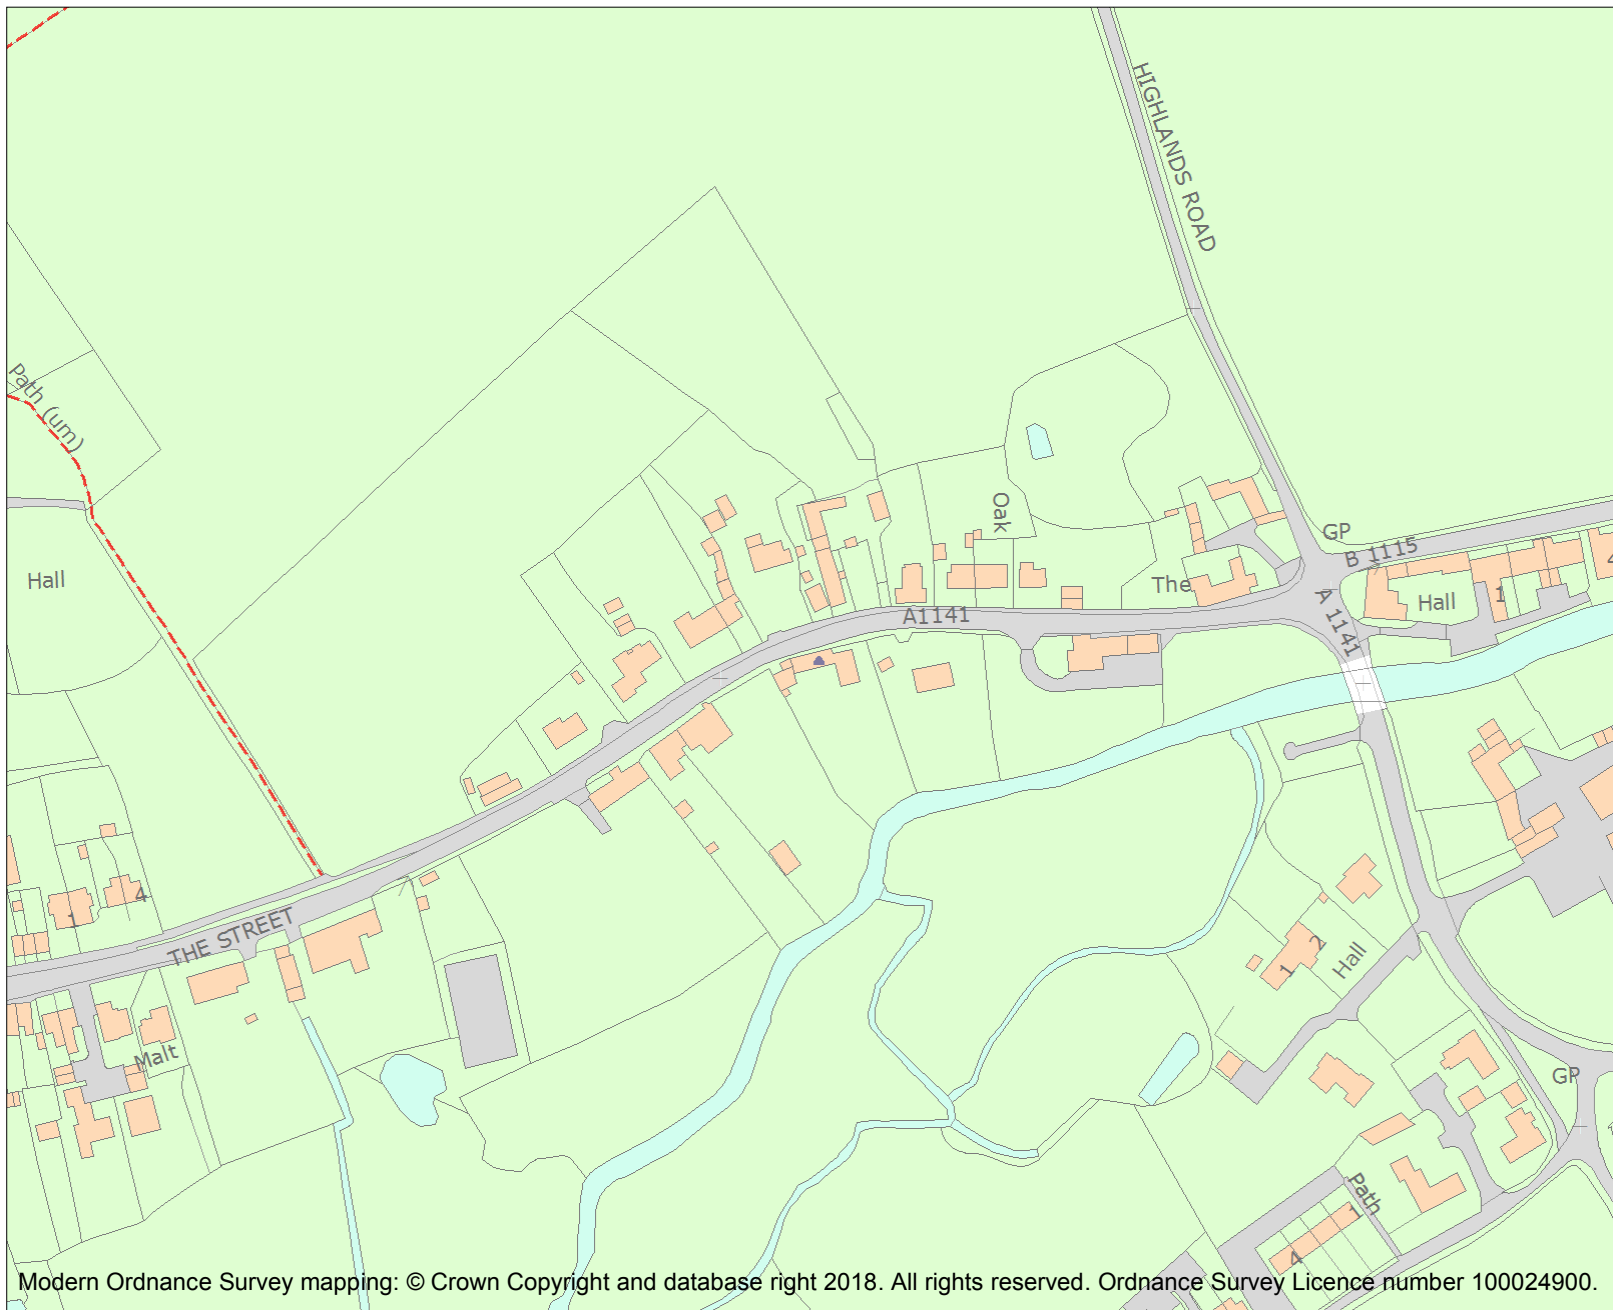 HIGHLANDS ROAD
Path (um)
Oak
GP
B 1115
Hall
The
A 1141
Hall
1
A1141
4
1
THE STREET
2
1
Hall
Malt
GP
Path
1
4
Modern Ordnance Survey mapping: © Crown Copyright and database right 2018. All rights reserved. Ordnance Survey Licence number 100024900.